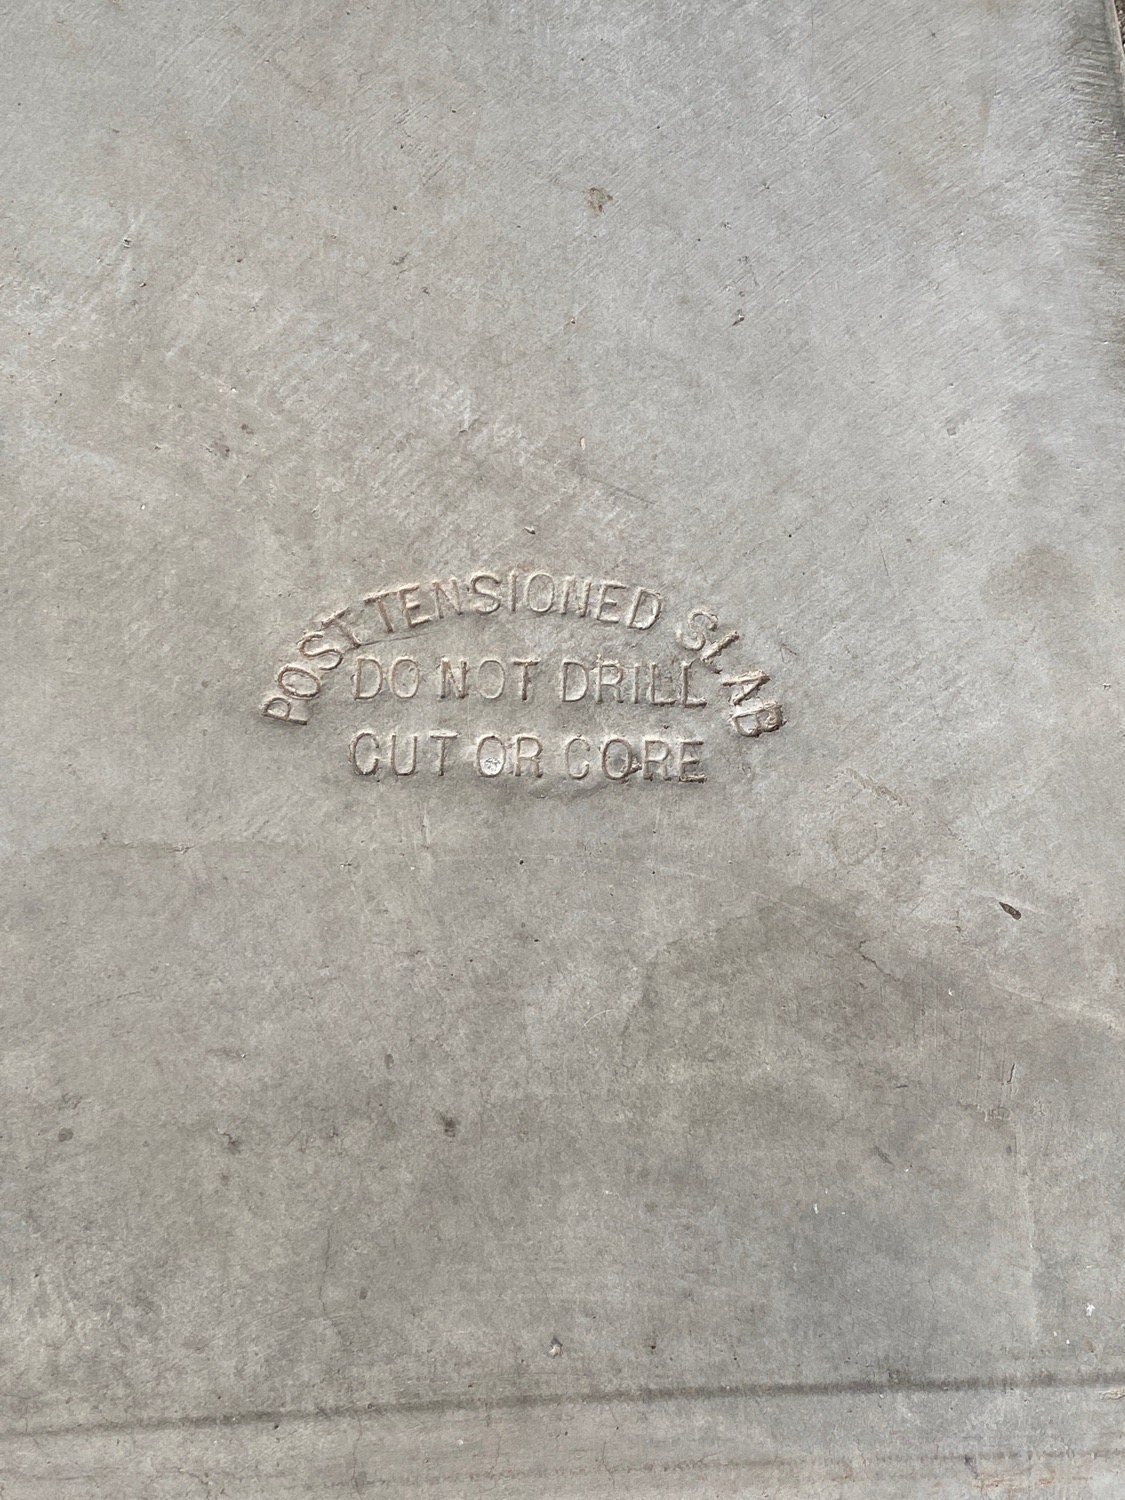 POST TENSIONED SLAB
DO NOT DRILL
CUT OR CORE